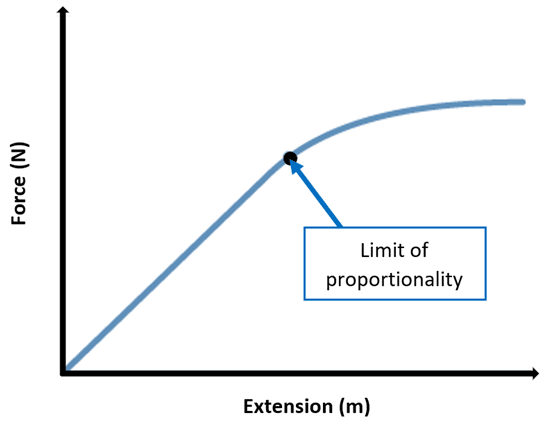 Force (N)
Limit of
proportionality
Extension (m)